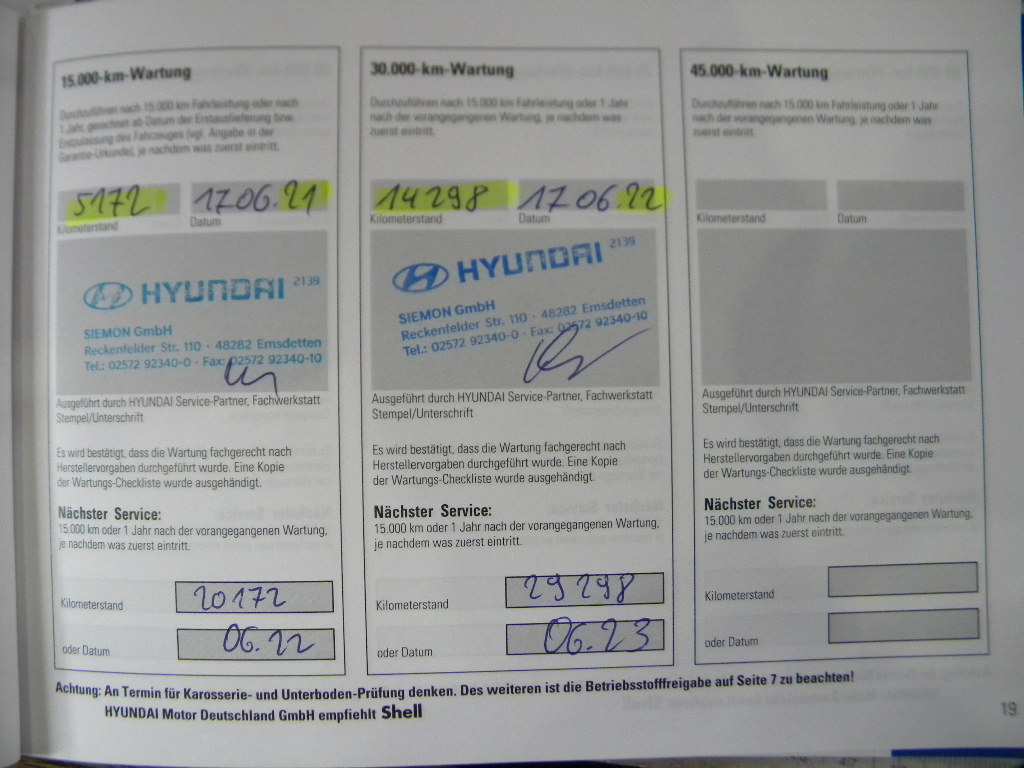 15.000-km-Wartung
Durchzuführen nach 15.000 km Fahrleistung oder nach
1 Jahr, gerechnet ab Datum der Erstauslieferung bzw.
Erstzulassung des Fahrzeuges (vgl. Angabe in der
Garantie-Urkunde), je nachdem was zuerst eintritt.
5172 17.06.21
Kilometerstand Datum
HYUNDAI 2139
SIEMON GmbH
Reckenfelder Str. 110 · 48282 Emsdetten
Tel.: 02572 92340-0 · Fax: 02572 92340-10
Ausgeführt durch HYUNDAI Service-Partner, Fachwerkstatt
Stempel/Unterschrift
Es wird bestätigt, dass die Wartung fachgerecht nach
Herstellervorgaben durchgeführt wurde. Eine Kopie
der Wartungs-Checkliste wurde ausgehändigt.
Nächster Service:
15.000 km oder 1 Jahr nach der vorangegangenen Wartung,
je nachdem was zuerst eintritt.
Kilometerstand 20172
oder Datum 06.22
30.000-km-Wartung
Durchzuführen nach 15.000 km Fahrleistung oder 1 Jahr
nach der vorangegangenen Wartung, je nachdem was
zuerst eintritt.
14298 17.06.22
Kilometerstand Datum
HYUNDAI 2139
SIEMON GmbH
Reckenfelder Str. 110 · 48282 Emsdetten
Tel.: 02572 92340-0 · Fax: 02572 92340-10
Ausgeführt durch HYUNDAI Service-Partner, Fachwerkstatt
Stempel/Unterschrift
Es wird bestätigt, dass die Wartung fachgerecht nach
Herstellervorgaben durchgeführt wurde. Eine Kopie
der Wartungs-Checkliste wurde ausgehändigt.
Nächster Service:
15.000 km oder 1 Jahr nach der vorangegangenen Wartung,
je nachdem was zuerst eintritt.
Kilometerstand 29298
oder Datum 06.23
45.000-km-Wartung
Durchzuführen nach 15.000 km Fahrleistung oder 1 Jahr
nach der vorangegangenen Wartung, je nachdem was
zuerst eintritt.
Kilometerstand Datum
Ausgeführt durch HYUNDAI Service-Partner, Fachwerkstatt
Stempel/Unterschrift
Es wird bestätigt, dass die Wartung fachgerecht nach
Herstellervorgaben durchgeführt wurde. Eine Kopie
der Wartungs-Checkliste wurde ausgehändigt.
Nächster Service:
15.000 km oder 1 Jahr nach der vorangegangenen Wartung,
je nachdem was zuerst eintritt.
Kilometerstand
oder Datum
Achtung: An Termin für Karosserie- und Unterboden-Prüfung denken. Des weiteren ist die Betriebsstofffreigabe auf Seite 7 zu beachten!
HYUNDAI Motor Deutschland GmbH empfiehlt Shell
19